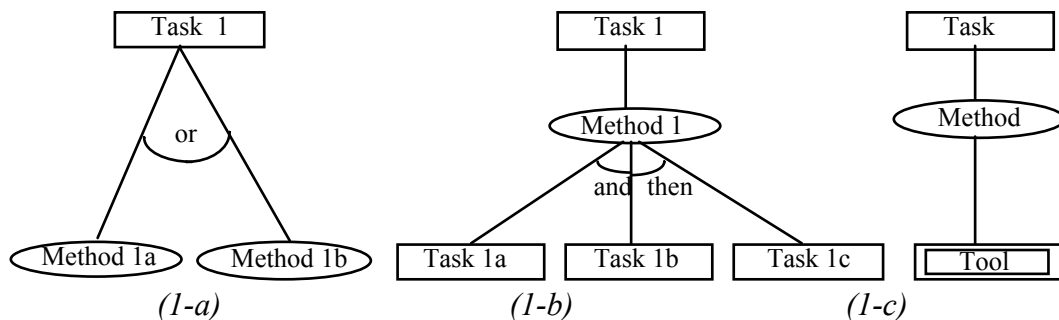 Task 1
or
Method 1a
Method 1b
(1-a)
Task 1
Method 1
and then
Task 1a
Task 1b
Task 1c
(1-b)
Task
Method
Tool
(1-c)